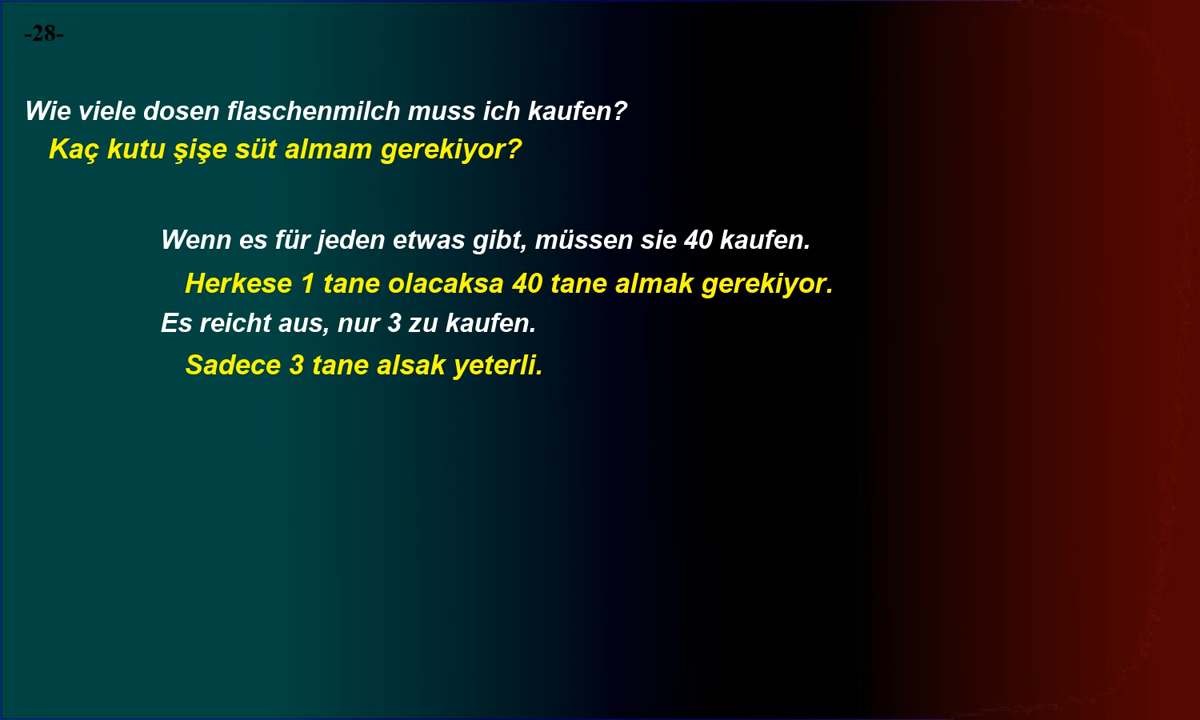 -28-
Wie viele dosen flaschenmilch muss ich kaufen?
Kaç kutu şişe süt almam gerekiyor?
Wenn es für jeden etwas gibt, müssen sie 40 kaufen.
Herkese 1 tane olacaksa 40 tane almak gerekiyor.
Es reicht aus, nur 3 zu kaufen.
Sadece 3 tane alsak yeterli.